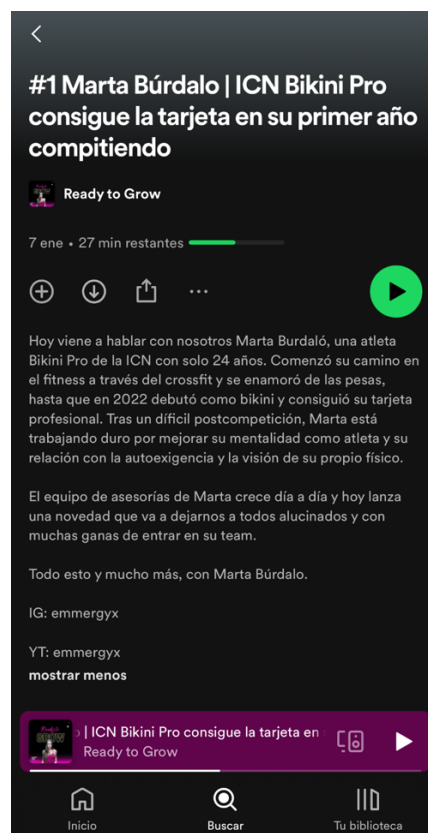 #1 Marta Búrdalo | ICN Bikini Pro
consigue la tarjeta en su primer año
compitiendo
Ready to Grow
7 ene • 27 min restantes
Hoy viene a hablar con nosotros Marta Burdaló, una atleta
Bikini Pro de la ICN con solo 24 años. Comenzó su camino en
el fitness a través del crossfit y se enamoró de las pesas,
hasta que en 2022 debutó como bikini y consiguió su tarjeta
profesional. Tras un difícil postcompetición, Marta está
trabajando duro por mejorar su mentalidad como atleta y su
relación con la autoexigencia y la visión de su propio físico.
El equipo de asesorías de Marta crece día a día y hoy lanza
una novedad que va a dejarnos a todos alucinados y con
muchas ganas de entrar en su team.
Todo esto y mucho más, con Marta Búrdalo.
IG: emmergyx
YT: emmergyx
mostrar menos
| ICN Bikini Pro consigue la tarjeta en
Ready to Grow
Inicio
Buscar
Tu biblioteca